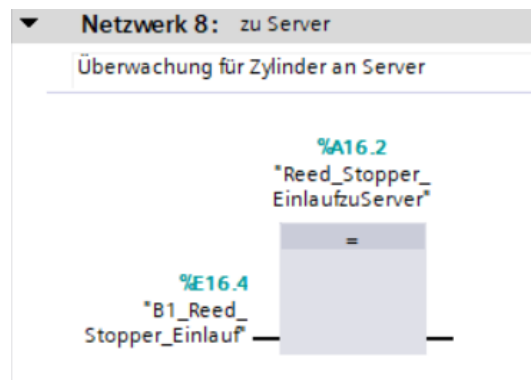 Netzwerk 8: zu Server
Überwachung für Zylinder an Server
%A16.2
"Reed_Stopper_
EinlaufzuServer"
=
%E16.4
"B1_Reed_
Stopper_Einlauf"